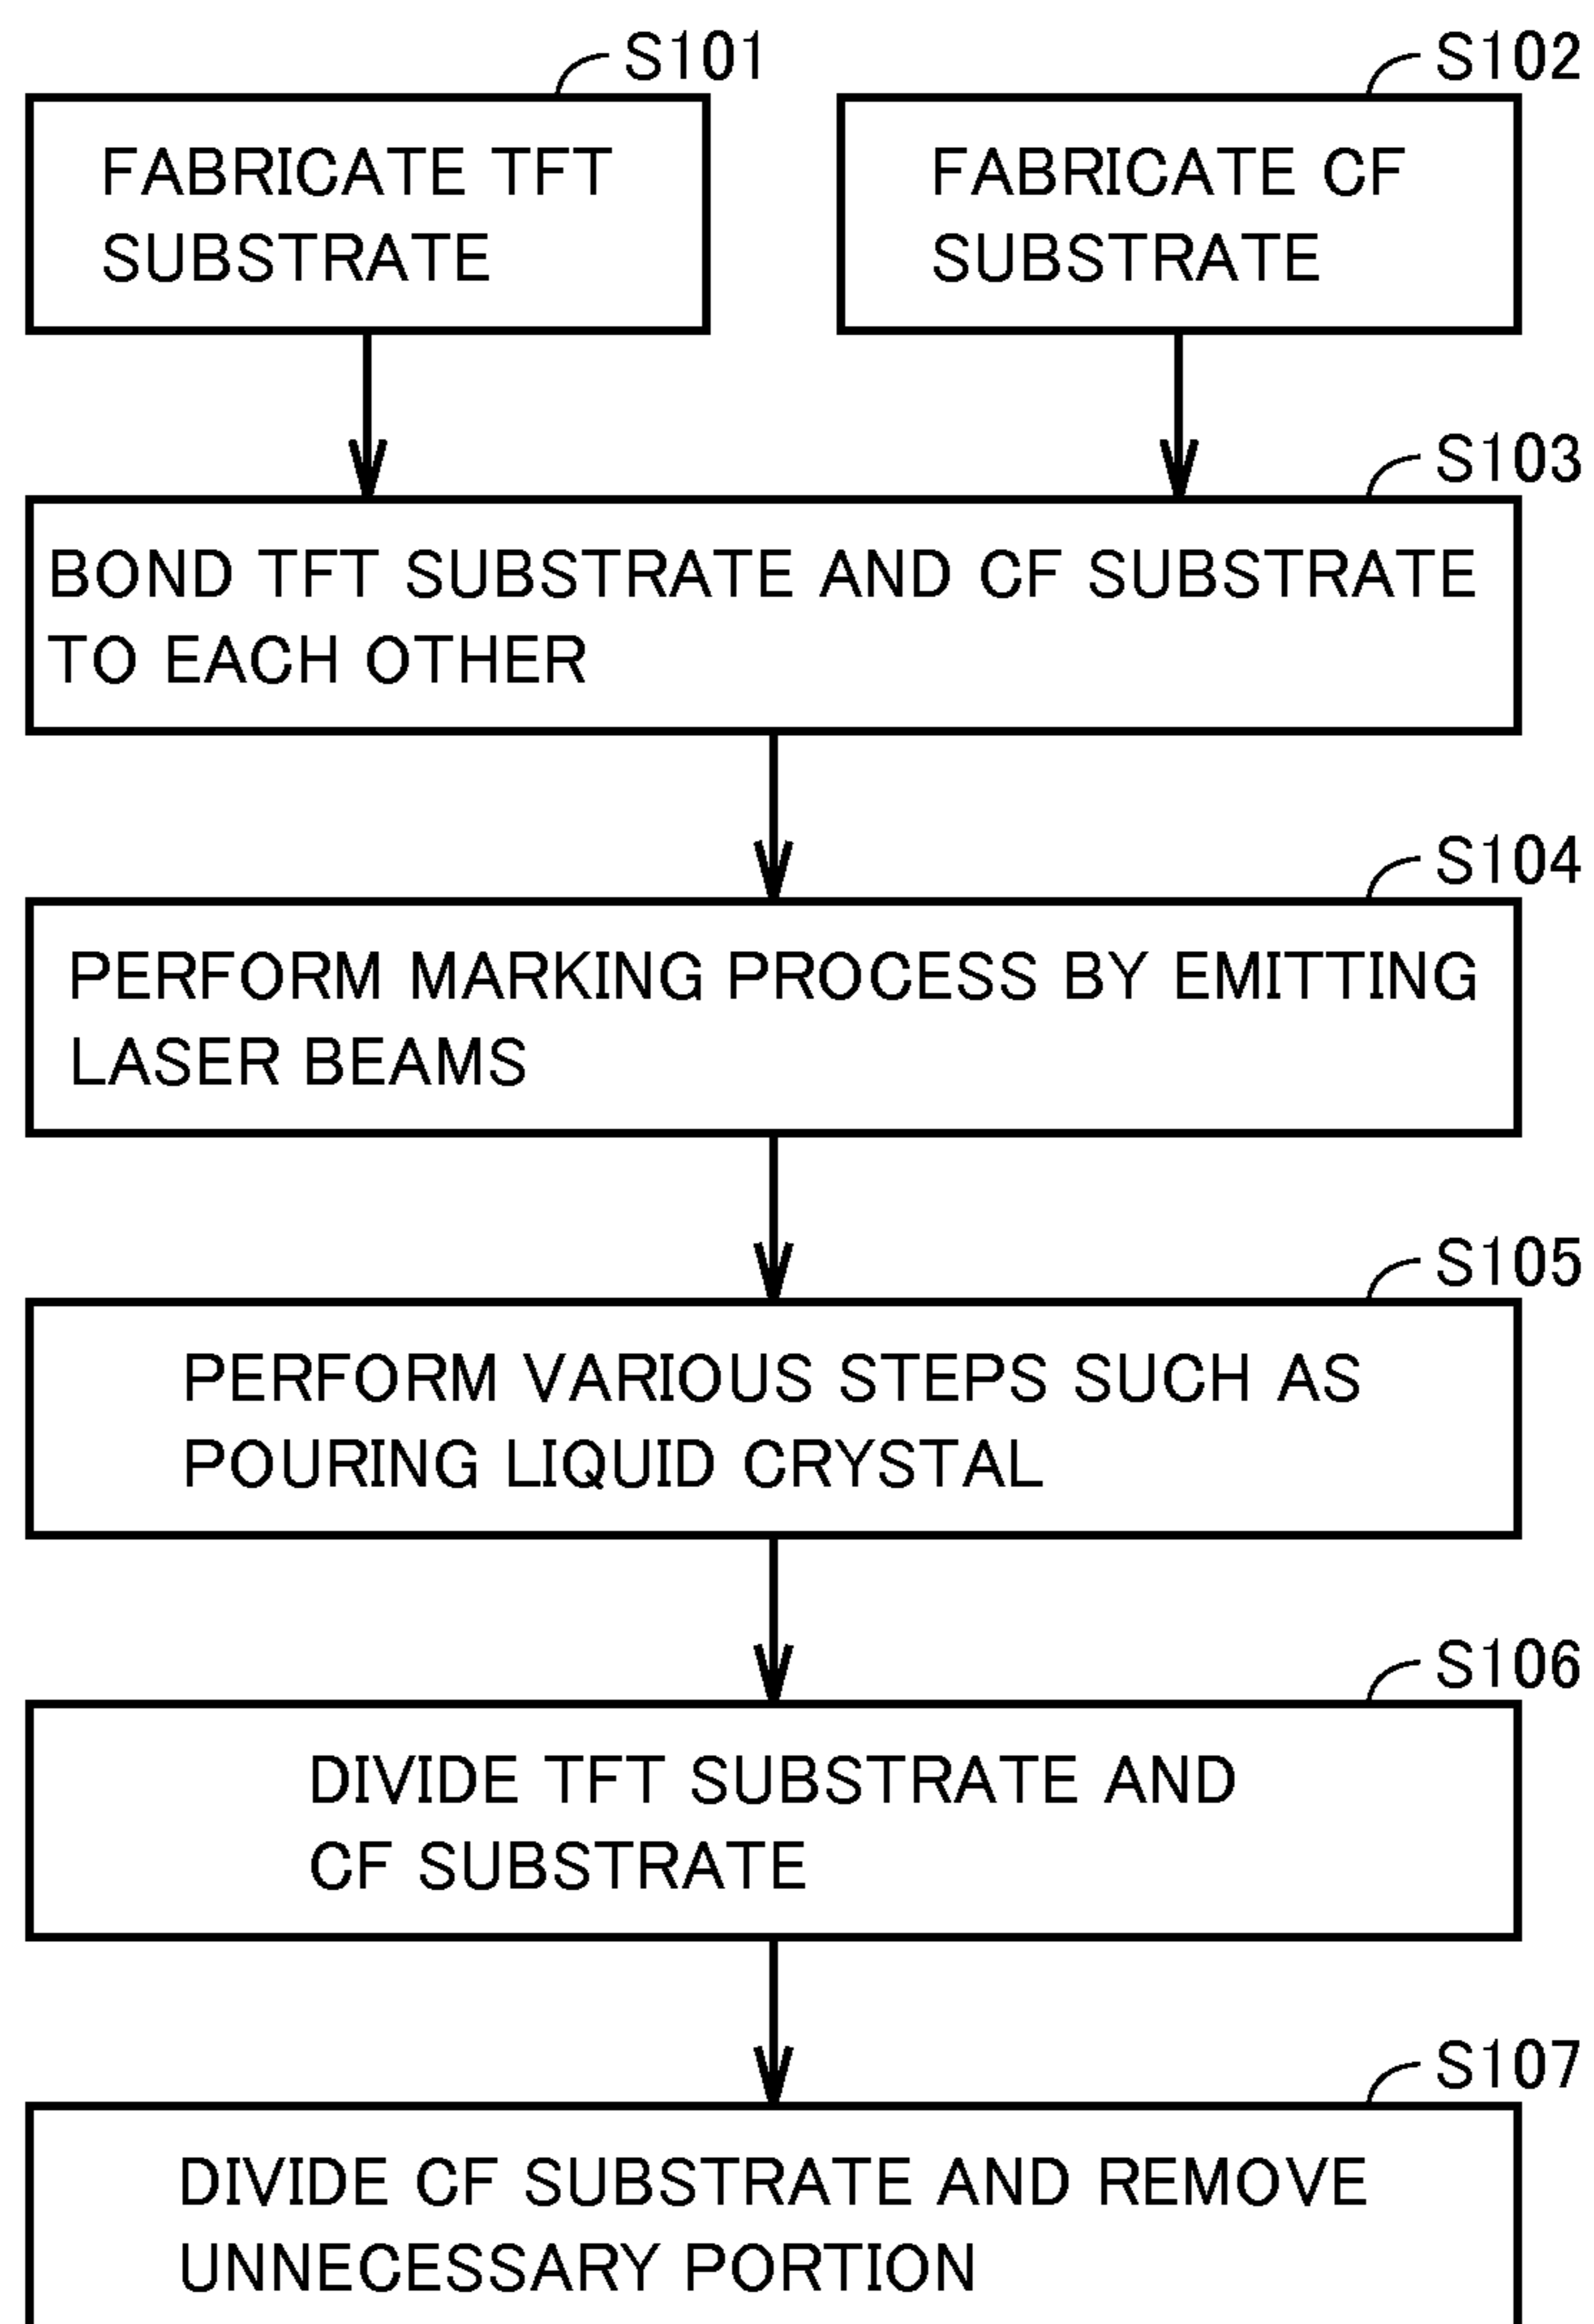 S101
FABRICATE TFT
SUBSTRATE
S102
FABRICATE CF
SUBSTRATE
S103
BOND TFT SUBSTRATE AND CF SUBSTRATE
TO EACH OTHER
S104
PERFORM MARKING PROCESS BY EMITTING
LASER BEAMS
S105
PERFORM VARIOUS STEPS SUCH AS
POURING LIQUID CRYSTAL
S106
DIVIDE TFT SUBSTRATE AND
CF SUBSTRATE
S107
DIVIDE CF SUBSTRATE AND REMOVE
UNNECESSARY PORTION